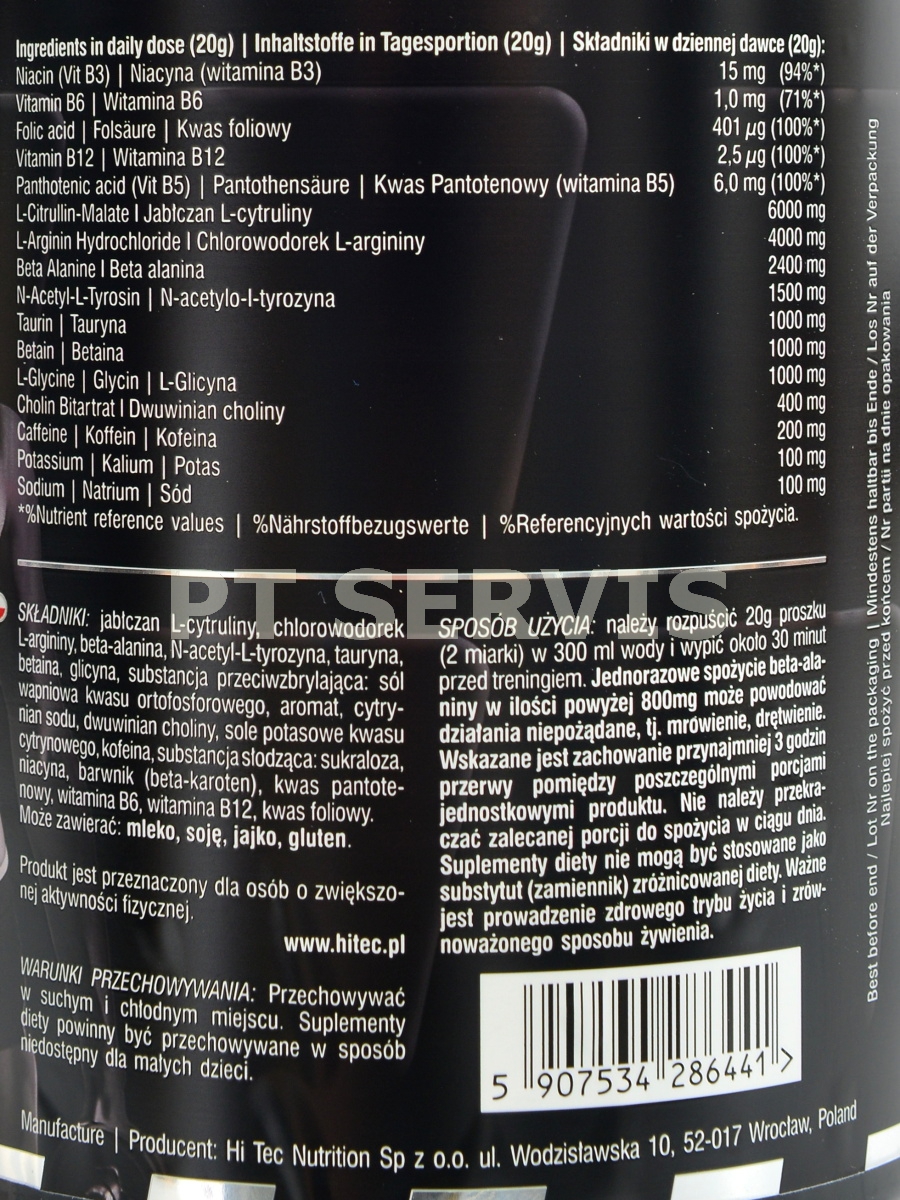 Ingredients in daily dose (20g) | Inhaltstoffe in Tagesportion (20g) | Składniki w dziennej dawce (20g):
Niacin (Vit B3) | Niacyna (witamina B3) 15 mg (94%*)
Vitamin B6 | Witamina B6 1,0 mg (71%*)
Folic acid | Folsäure | Kwas foliowy 401 µg (100%*)
Vitamin B12 | Witamina B12 2,5 µg (100%*)
Panthotenic acid (Vit B5) | Pantothensäure | Kwas Pantotenowy (witamina B5) 6,0 mg (100%*)
L-Citrullin-Malate I Jabłczan L-cytruliny 6000 mg
L-Arginin Hydrochloride I Chlorowodorek L-argininy 4000 mg
Beta Alanine I Beta alanina 2400 mg
N-Acetyl-L-Tyrosin | N-acetylo-l-tyrozyna 1500 mg
Taurin | Tauryna 1000 mg
Betain | Betaina 1000 mg
L-Glycine | Glycin | L-Glicyna 1000 mg
Cholin Bitartrat I Dwuwinian choliny 400 mg
Caffeine | Koffein | Kofeina 200 mg
Potassium | Kalium | Potas 100 mg
Sodium | Natrium | Sód 100 mg
*%Nutrient reference values | %Nährstoffbezugswerte | %Referencyjnych wartości spożycia.
PT SERVIS
SKŁADNIKI: jabłczan L-cytruliny, chlorowodorek
L-argininy, beta-alanina, N-acetyl-L-tyrozyna, tauryna,
betaina, glicyna, substancja przeciwzbrylająca: sól
wapniowa kwasu ortofosforowego, aromat, cytry-
nian sodu, dwuwinian choliny, sole potasowe kwasu
cytrynowego, kofeina, substancja słodząca: sukraloza,
niacyna, barwnik (beta-karoten), kwas pantote-
nowy, witamina B6, witamina B12, kwas foliowy.
Może zawierać: mleko, soję, jajko, gluten.
Produkt jest przeznaczony dla osób o zwiększo-
nej aktywności fizycznej.
www.hitec.pl
WARUNKI PRZECHOWYWANIA: Przechowywać
w suchym i chłodnym miejscu. Suplementy
diety powinny być przechowywane w sposób
niedostępny dla małych dzieci.
SPOSÓB UŻYCIA: należy rozpuścić 20g proszku
(2 miarki) w 300 ml wody i wypić około 30 minut
przed treningiem. Jednorazowe spożycie beta-ala-
niny w ilości powyżej 800mg może powodować
działania niepożądane, tj. mrowienie, drętwienie.
Wskazane jest zachowanie przynajmniej 3 godzin
przerwy pomiędzy poszczególnymi porcjami
jednostkowymi produktu. Nie należy przekra-
czać zalecanej porcji do spożycia w ciągu dnia.
Suplementy diety nie mogą być stosowane jako
substytut (zamiennik) zróżnicowanej diety. Ważne
jest prowadzenie zdrowego trybu życia i zrów-
noważonego sposobu żywienia.
5 907534 286441 >
Manufacture | Producent: Hi Tec Nutrition Sp z o.o. ul. Wodzisławska 10, 52-017 Wrocław, Poland
Best before end / Lot Nr on the packaging | Mindestens haltbar bis Ende / Los Nr auf der Verpackung
Najlepiej spożyć przed końcem / Nr partii na dnie opakowania